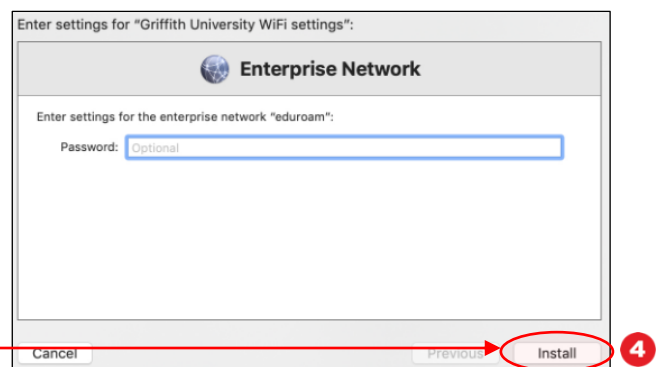 Enter settings for "Griffith University WiFi settings":
Enterprise Network
Enter settings for the enterprise network "eduroam":
Password: Optional
Cancel Previous Install 4